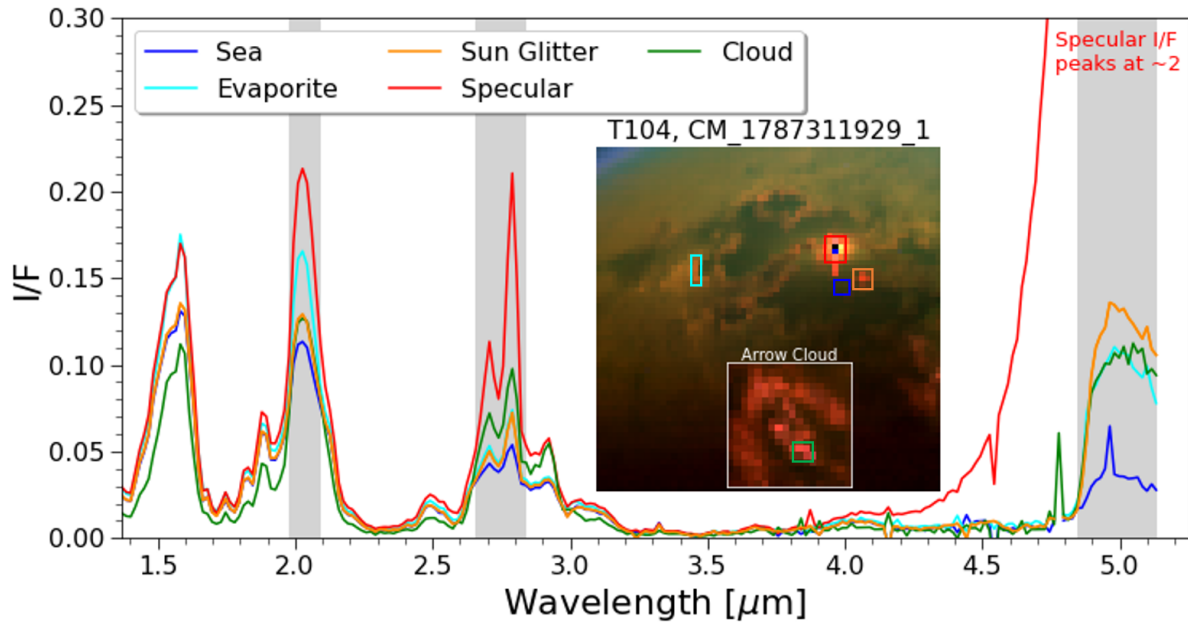 0.30
0.25
0.20
0.15
0.10
0.05
0.00
I/F
Sea
Evaporite
Sun Glitter
Specular
Cloud
Specular I/F
peaks at ~2
T104, CM_1787311929_1
Arrow Cloud
1.5 2.0 2.5 3.0 3.5 4.0 4.5 5.0
Wavelength [μm]